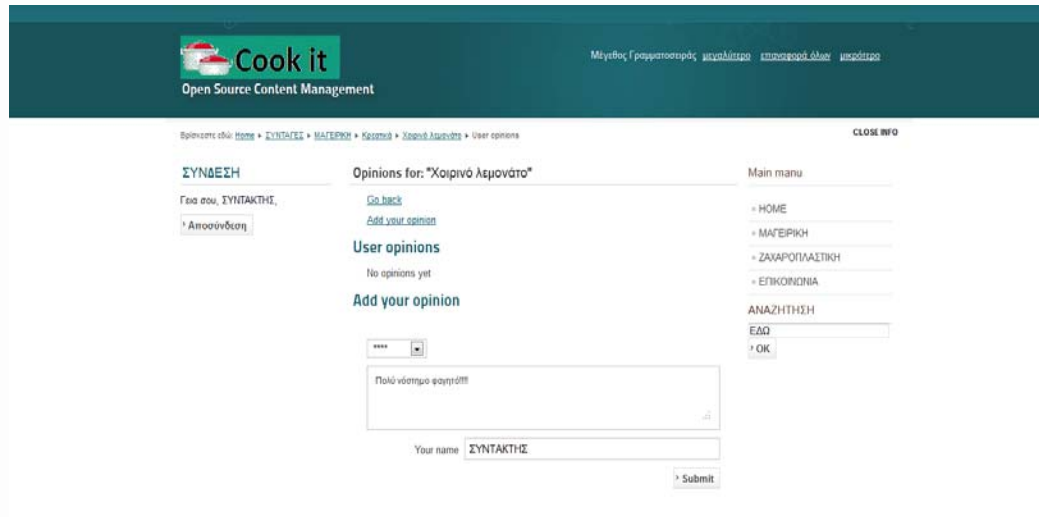 Cook it
Open Source Content Management
Μέγεθος Γραμματοσειράς μεγαλύτερο επαναφορά όλων μικρότερο
Βρίσκεστε εδώ: Home ▸ ΣΥΝΤΑΓΕΣ ▸ ΜΑΓΕΙΡΙΚΗ ▸ Κρεατικά ▸ Χοιρινό λεμονάτο ▸ User opinions
CLOSE INFO
ΣΥΝΔΕΣΗ
Γεια σου, ΣΥΝΤΑΚΤΗΣ,
Αποσύνδεση
Opinions for: "Χοιρινό λεμονάτο"
Go back
Add your opinion
User opinions
No opinions yet
Add your opinion
****
Πολύ νόστημο φαγητό!!!!
Your name ΣΥΝΤΑΚΤΗΣ
Submit
Main manu
HOME
ΜΑΓΕΙΡΙΚΗ
ΖΑΧΑΡΟΠΛΑΣΤΙΚΗ
ΕΠΙΚΟΙΝΩΝΙΑ
ΑΝΑΖΗΤΗΣΗ
ΕΔΩ
OK